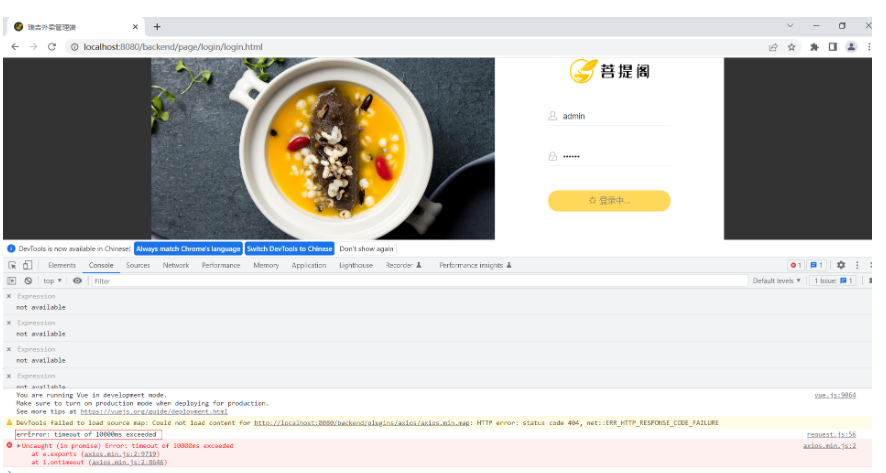 瑞吉外卖管理端
localhost:8080/backend/page/login/login.html
菩提阁
admin
••••••
登录中...
DevTools is now available in Chinese! Always match Chrome's language Switch DevTools to Chinese Don't show again
Elements Console Sources Network Performance Memory Application Lighthouse Recorder Performance insights 1 1
top Filter Default levels 1 Issue: 1
Expression
not available
Expression
not available
Expression
not available
Expression
not available
You are running Vue in development mode. vue.js:9064
Make sure to turn on production mode when deploying for production.
See more tips at https://vuejs.org/guide/deployment.html
DevTools failed to load source map: Could not load content for http://localhost:8080/backend/plugins/axios/axios.min.map: HTTP error: status code 404, net::ERR_HTTP_RESPONSE_CODE_FAILURE
errError: timeout of 10000ms exceeded request.js:56
Uncaught (in promise) Error: timeout of 10000ms exceeded axios.min.js:2
at e.exports (axios.min.js:2:9719)
at l.ontimeout (axios.min.js:2:8646)